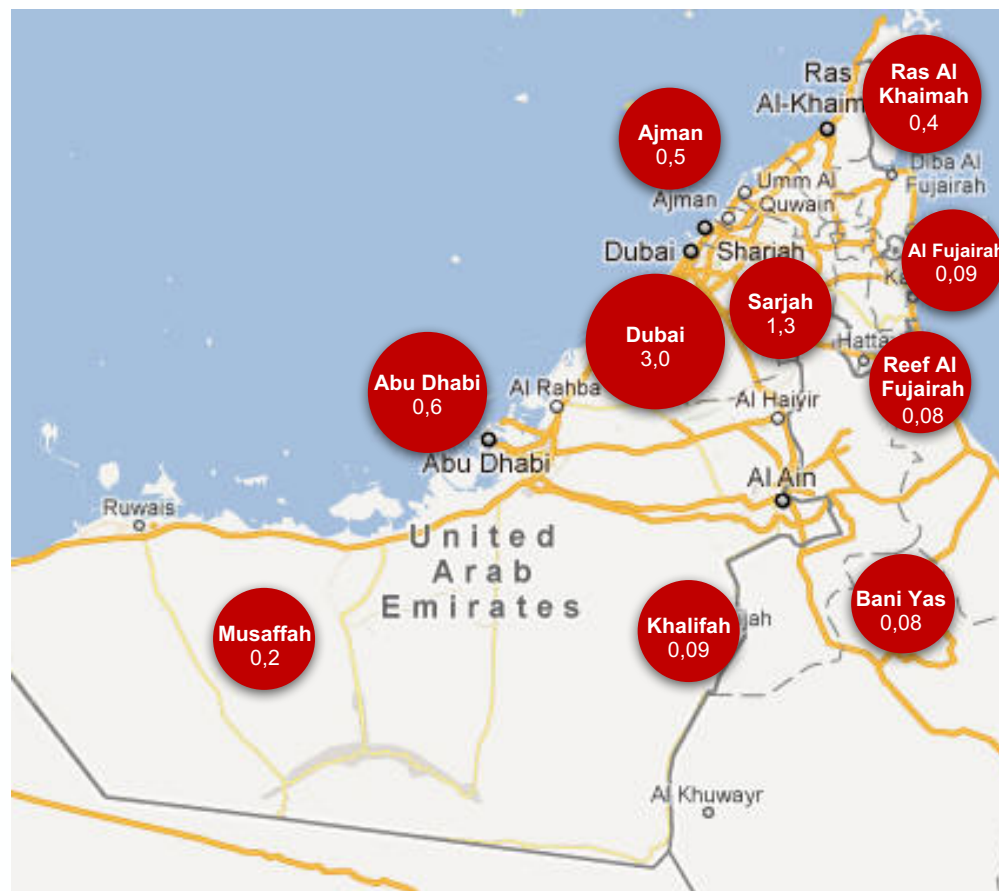 Ras
Al-Khaim
Ras Al
Khaimah
0,4
Ajman
0,5
Diba Al
Fujairah
Umm Al
Quwain
Ajman
Dubai
Sharjah
Al Fujairah
0,09
Ka
Sarjah
1,3
Dubai
3,0
Hatta
Reef Al
Fujairah
0,08
Abu Dhabi
0,6
Al Rahba
Al Haiyir
Abu Dhabi
Al Ain
Ruwais
United
Arab
Emirates
Bani Yas
0,08
Musaffah
0,2
Khalifah
0,09
jah
Al Khuwayr